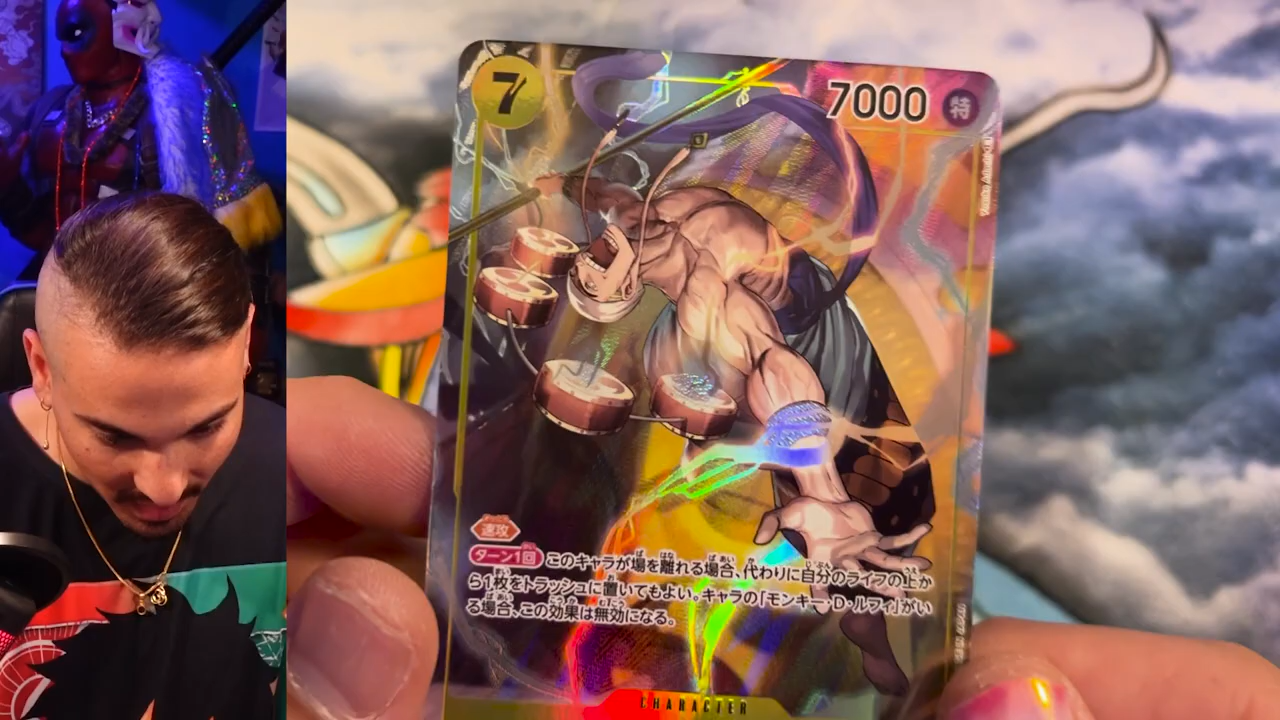 7
7000
特
速攻
ターン1回 このキャラが場を離れる場合、代わりに自分のライフの上か
ら1枚をトラッシュに置いてもよい。キャラの「モンキー・D・ルフィ」がい
る場合、この効果は無効になる。
CHARACTER